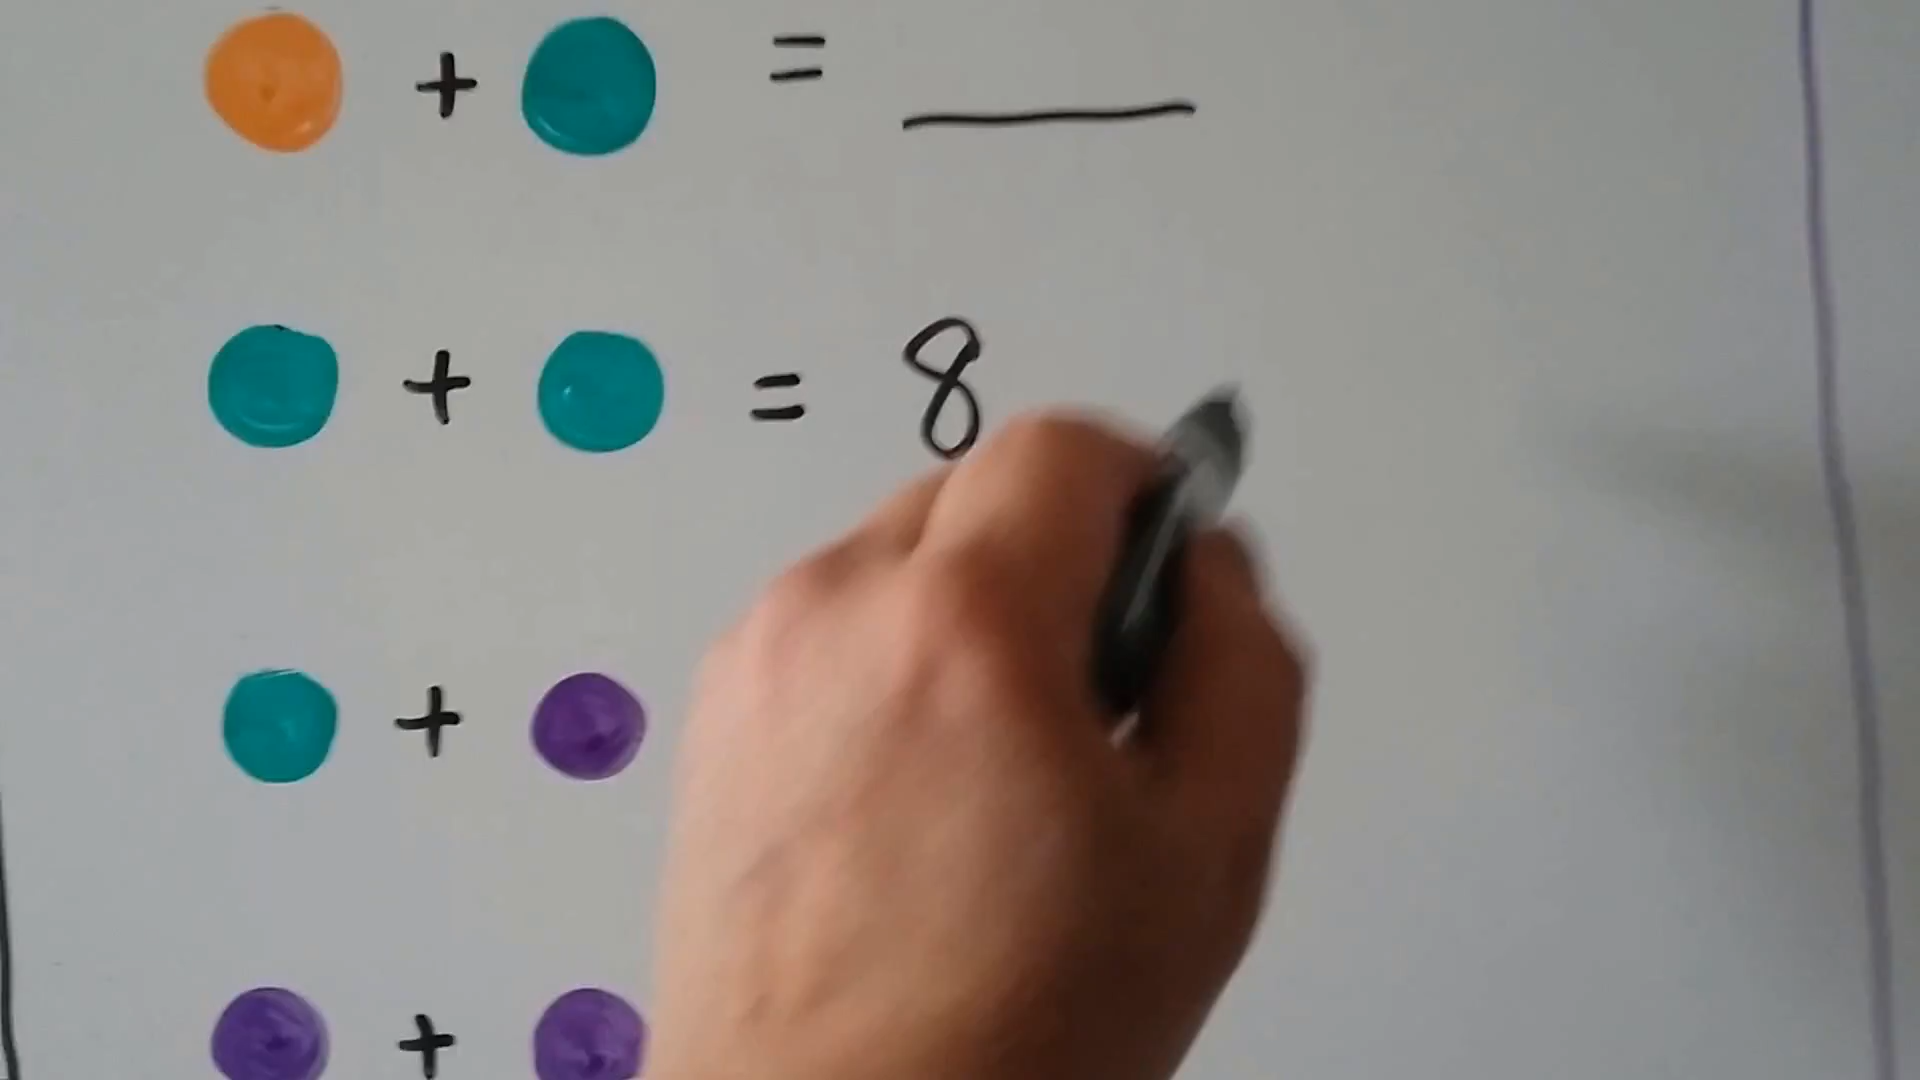 + =
+ = 8
+
+